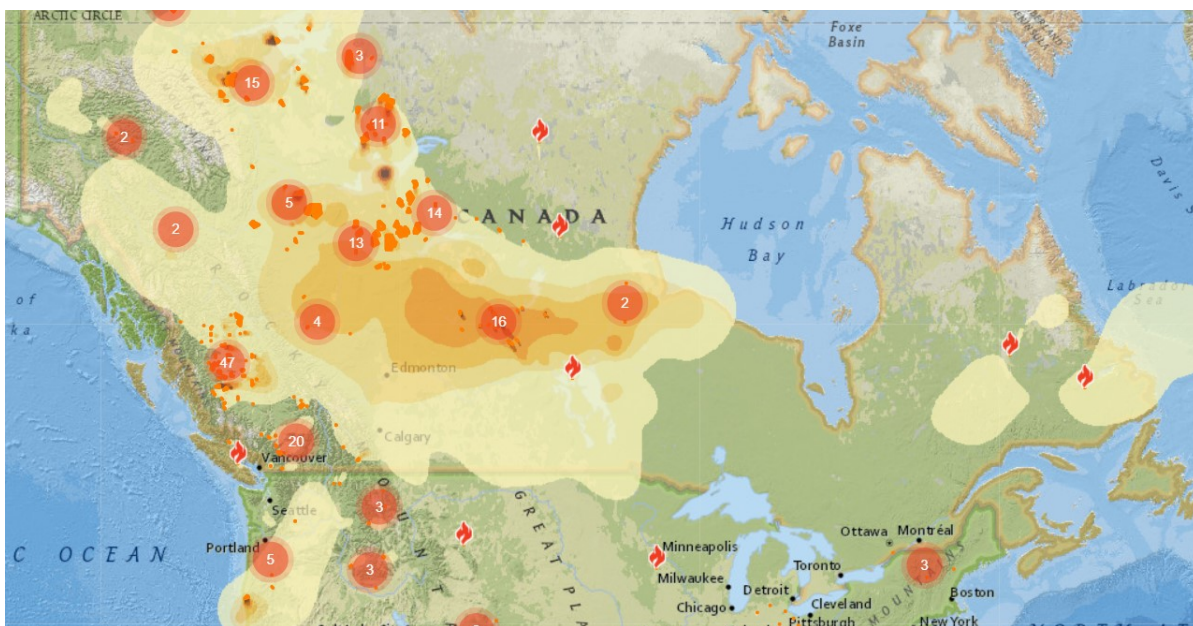 ARCTIC CIRCLE
Foxe
Basin
3
15
11
2
Davis S
5
14
CANADA
2
13
Hudson
Bay
Labrador
Sea
of
ka
2
4
16
47
Edmonton
20
Calgary
Vancouver
Seattle
3
GREAT PLA
C OCEAN
Portland
5
3
Minneapolis
Ottawa
Montréal
3
Milwaukee
Toronto
Detroit
Boston
Chicago
Cleveland
MOUNTAINS
Pittsburgh
New York